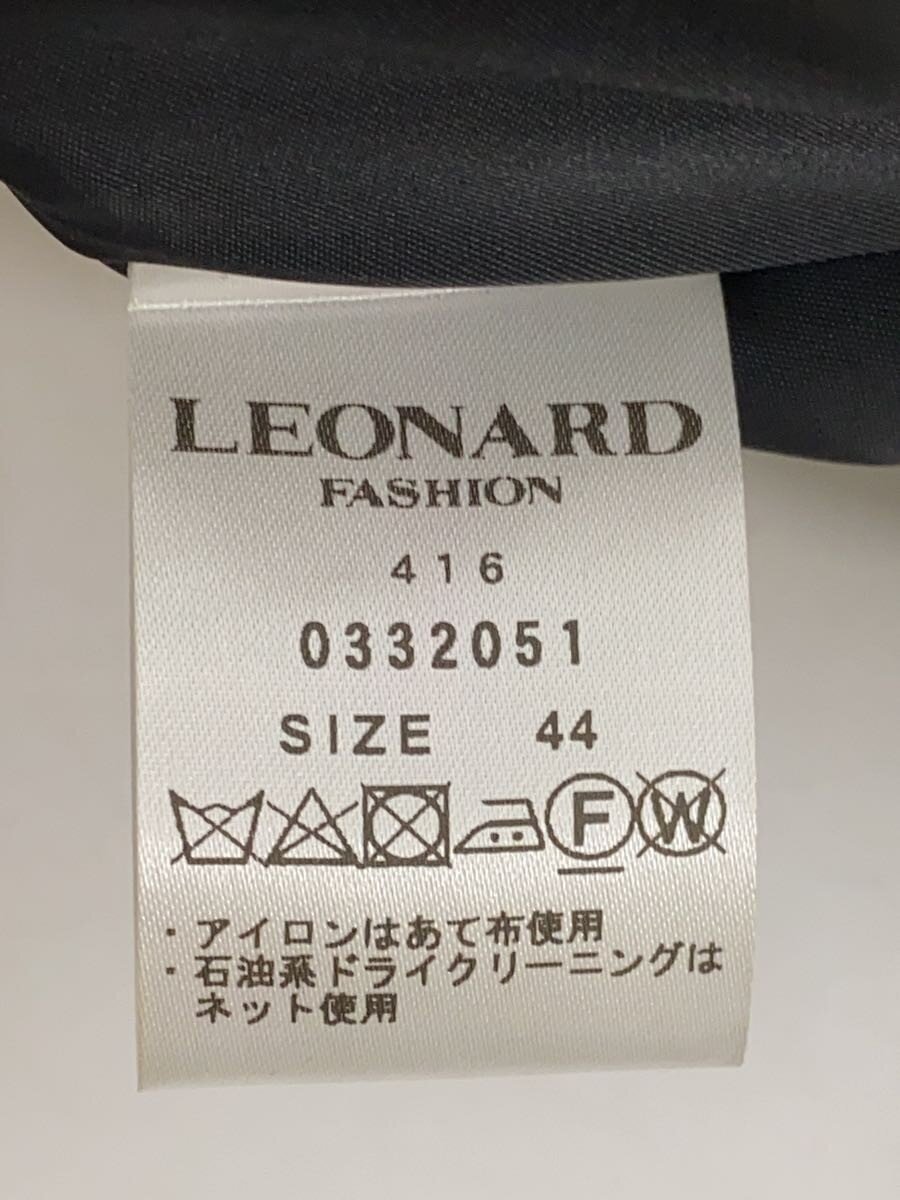 LEONARD
FASHION
416
0332051
SIZE 44
F W
・アイロンはあて布使用
・石油系ドライクリーニングは
ネット使用